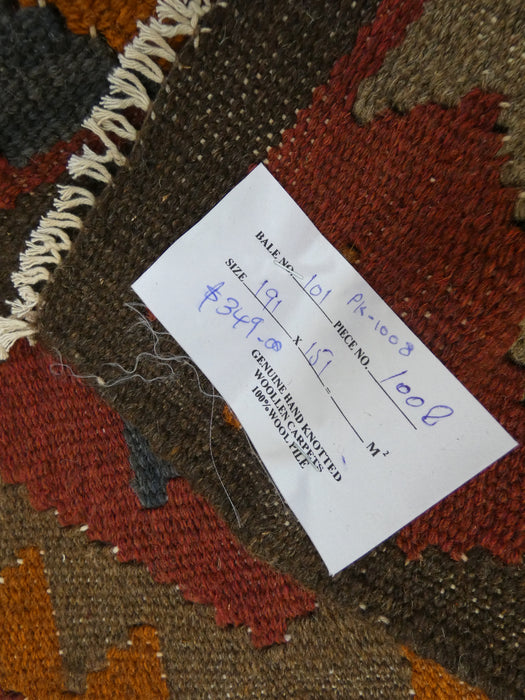 BALE NO. 101 PIECE NO. 1008
PK-1008
SIZE 191 X 151 = M²
$349.00
GENUINE HAND KNOTTED
WOOLLEN CARPETS
100% WOOL PILE